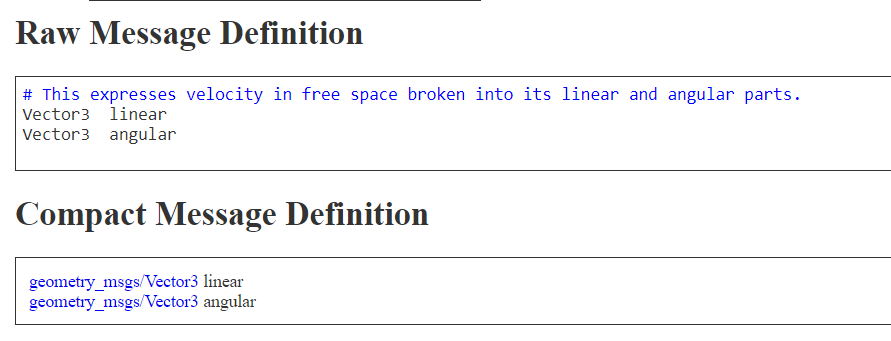 Raw Message Definition
# This expresses velocity in free space broken into its linear and angular parts.
Vector3  linear
Vector3  angular
Compact Message Definition
geometry_msgs/Vector3 linear
geometry_msgs/Vector3 angular